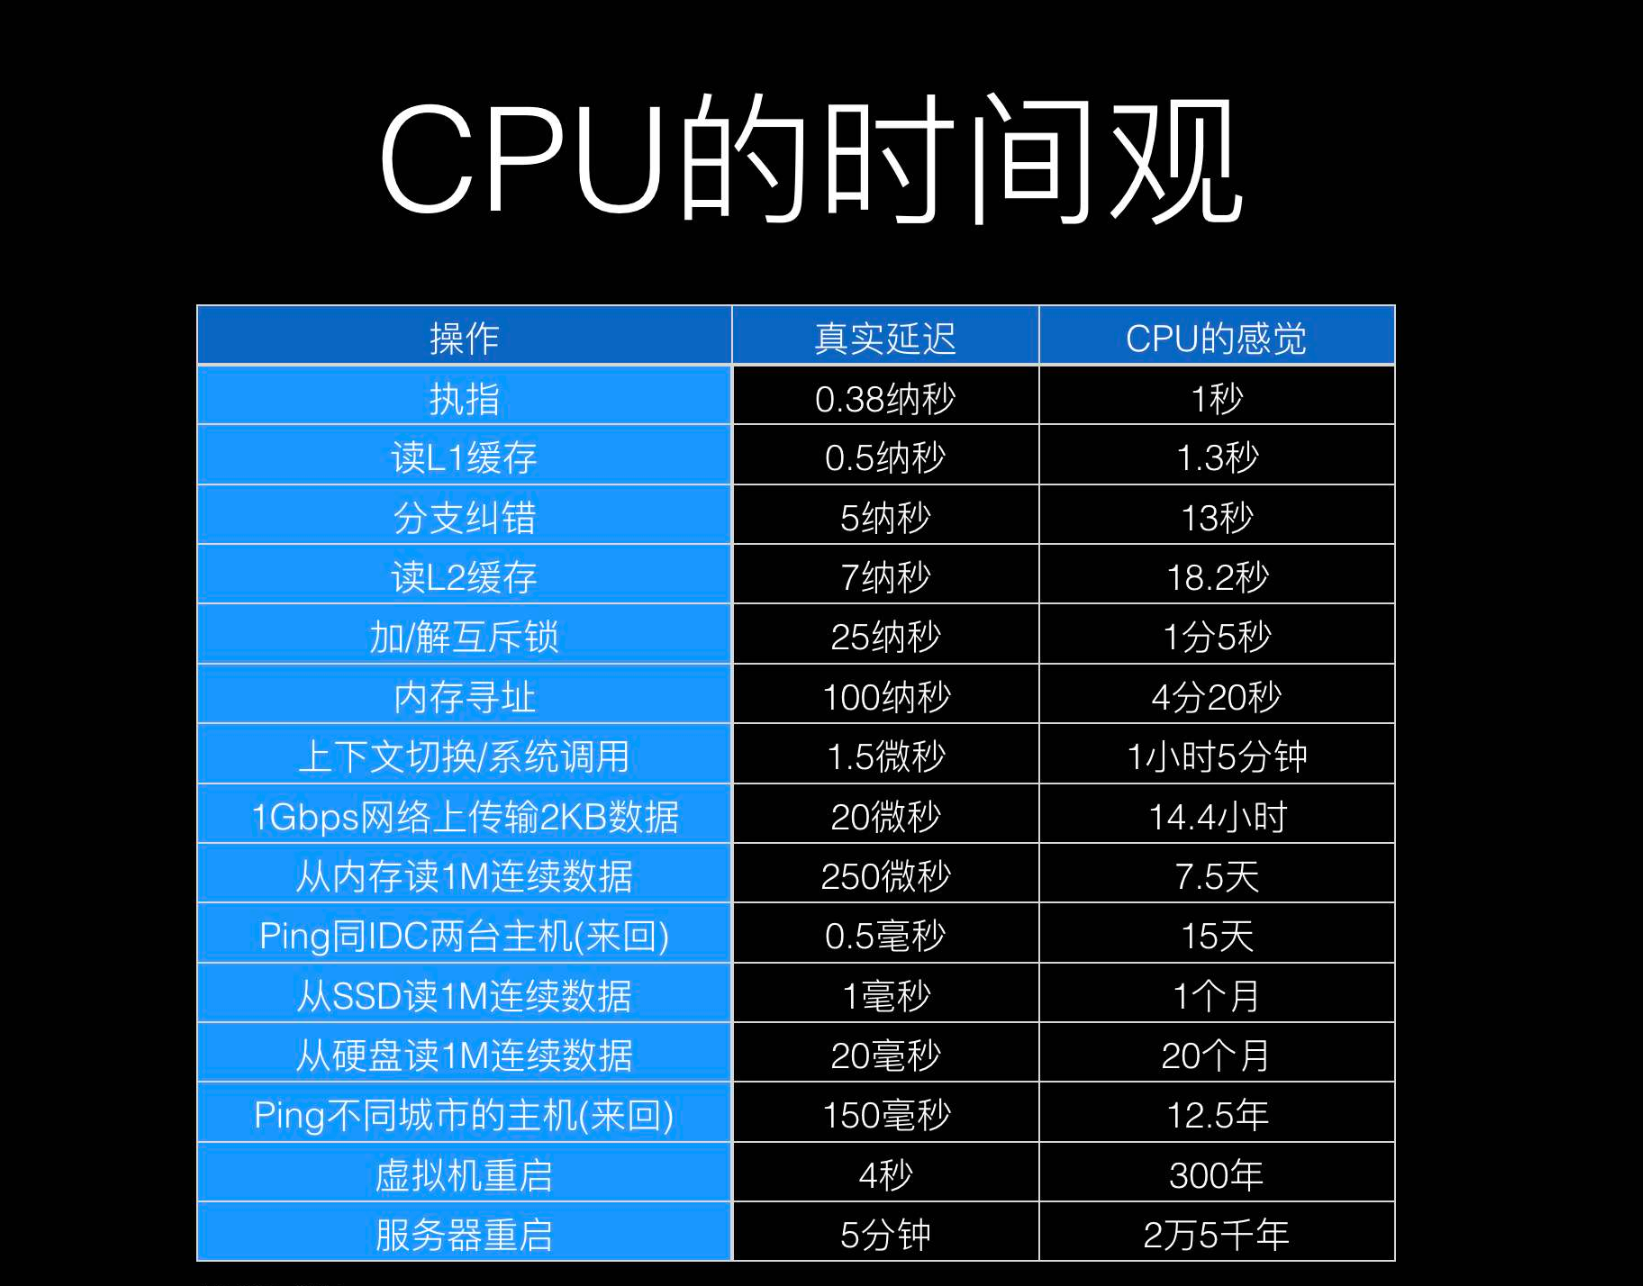 CPU的时间观
操作 真实延迟 CPU的感觉
执指 0.38纳秒 1秒
读L1缓存 0.5纳秒 1.3秒
分支纠错 5纳秒 13秒
读L2缓存 7纳秒 18.2秒
加/解互斥锁 25纳秒 1分5秒
内存寻址 100纳秒 4分20秒
上下文切换/系统调用 1.5微秒 1小时5分钟
1Gbps网络上传输2KB数据 20微秒 14.4小时
从内存读1M连续数据 250微秒 7.5天
Ping同IDC两台主机(来回) 0.5毫秒 15天
从SSD读1M连续数据 1毫秒 1个月
从硬盘读1M连续数据 20毫秒 20个月
Ping不同城市的主机(来回) 150毫秒 12.5年
虚拟机重启 4秒 300年
服务器重启 5分钟 2万5千年